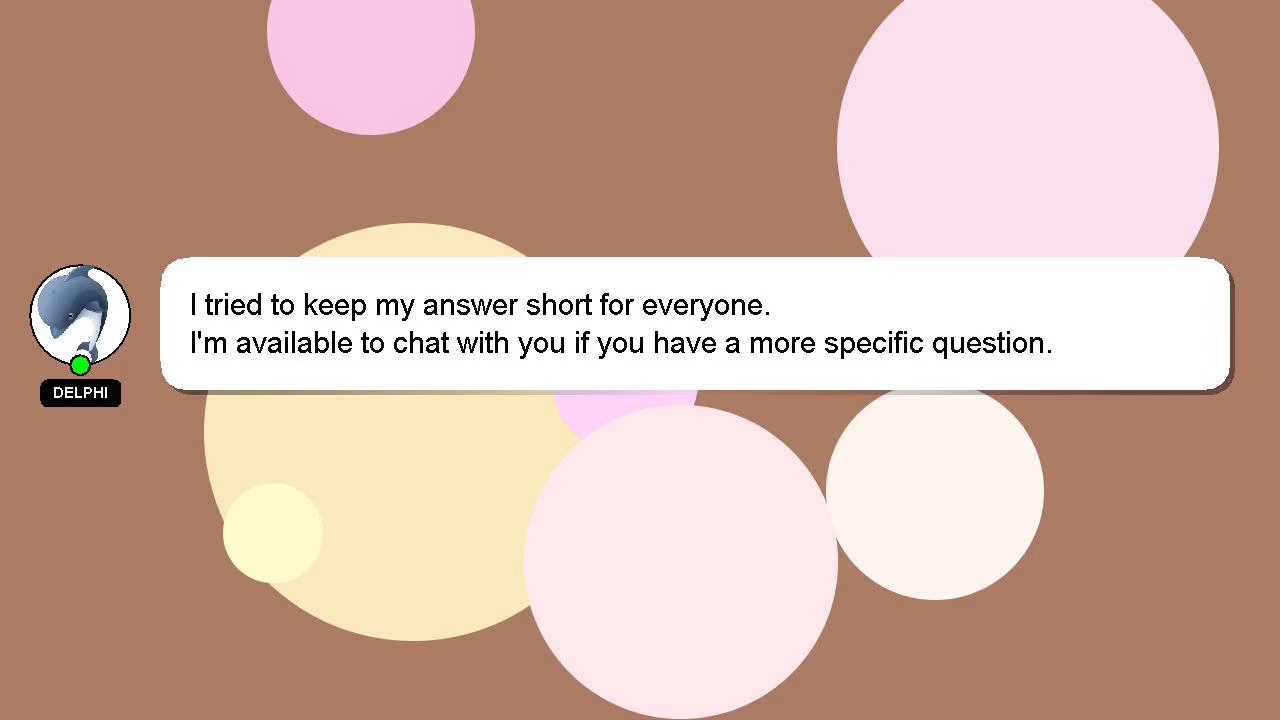 I tried to keep my answer short for everyone.
I'm available to chat with you if you have a more specific question.
DELPHI